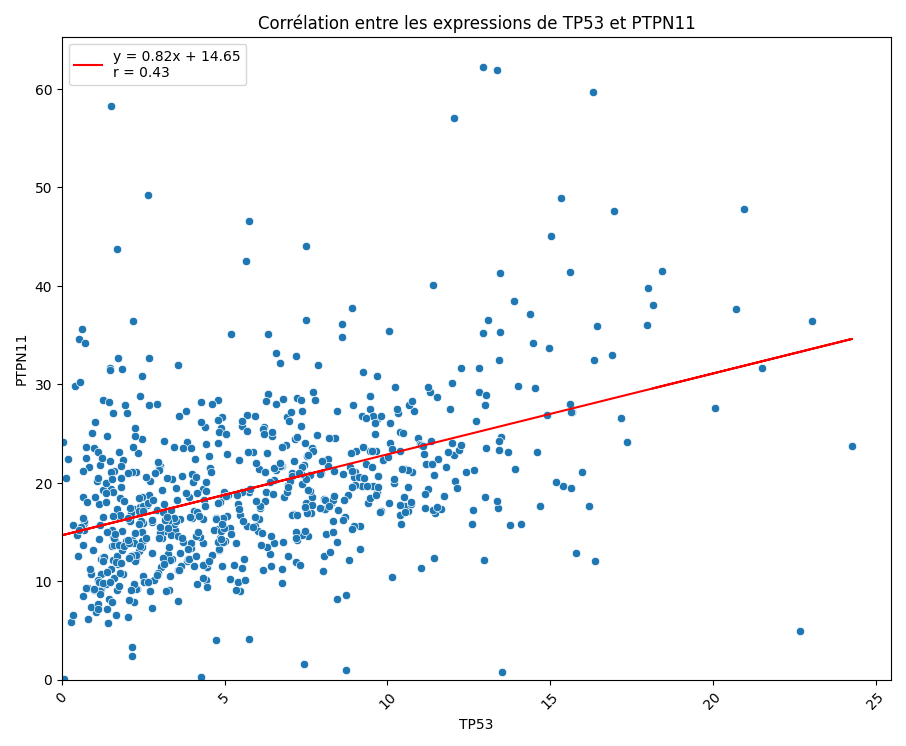 Corrélation entre les expressions de TP53 et PTPN11
y = 0.82x + 14.65
r = 0.43
60
50
40
30
20
10
0
PTPN11
0 5 10 15 20 25
TP53